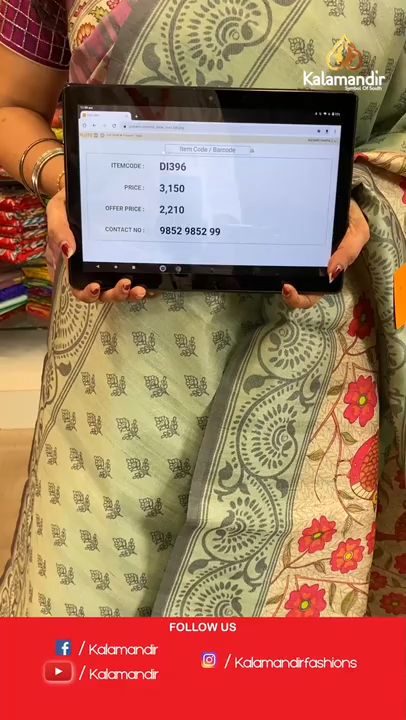 Kalamandir
Symbol Of South
Item Code / Barcode
ITEMCODE : DI396
PRICE : 3,150
OFFER PRICE : 2,210
CONTACT NO : 9852 9852 99
FOLLOW US
f / Kalamandir
/ Kalamandirfashions
/ Kalamandir